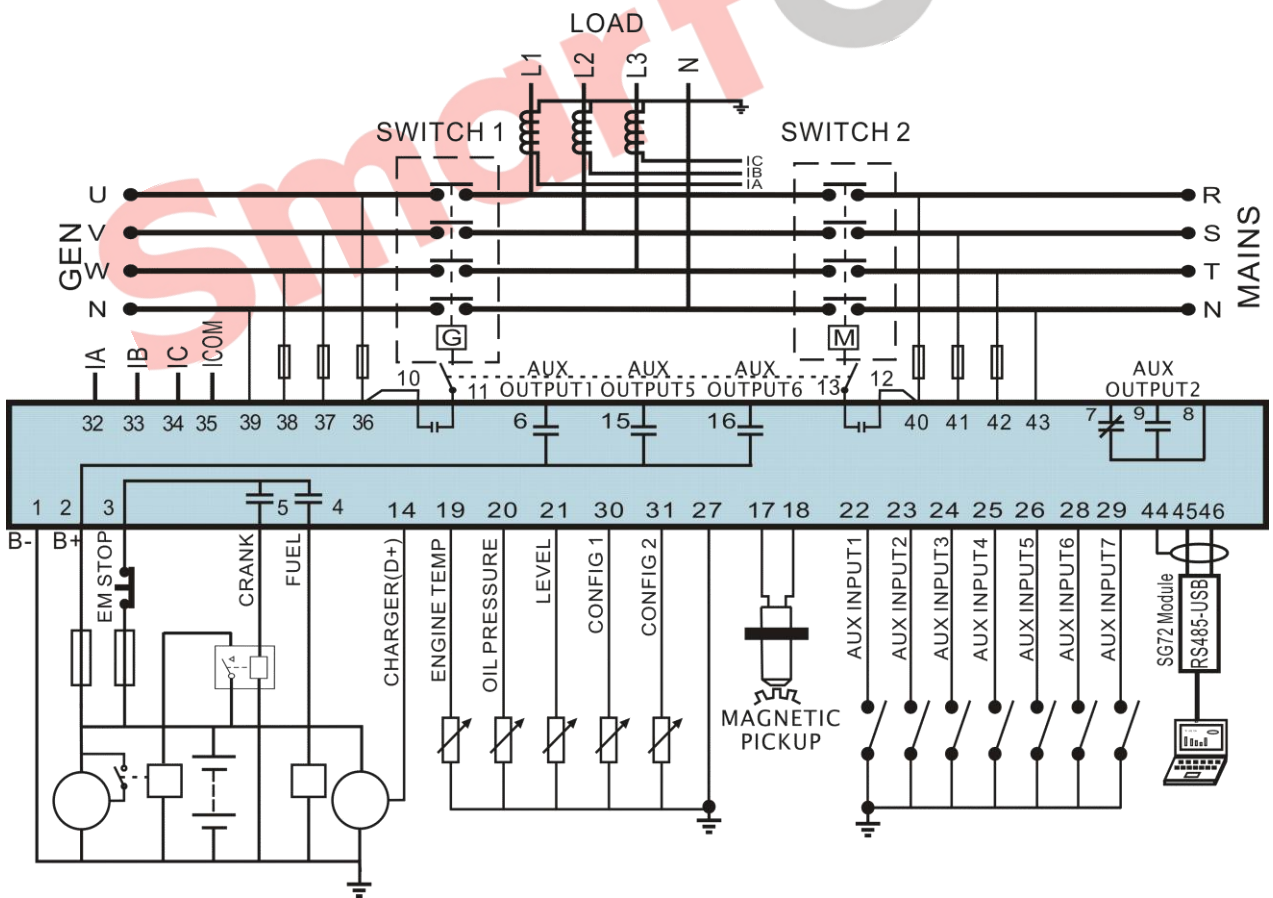 Smart
LOAD
L1
L2
L3
N
SWITCH 1
SWITCH 2
IC
IB
IA
GEN
U
V
W
N
R
S
T
N
MAINS
G
M
IA
IB
IC
ICOM
10
11
AUX
OUTPUT1
AUX
OUTPUT5
AUX
OUTPUT6
13
12
AUX
OUTPUT2
32
33
34
35
39
38
37
36
6
15
16
40
41
42
43
7
9
8
1
2
3
5
4
14
19
20
21
30
31
27
17
18
22
23
24
25
26
28
29
44
45
46
B-
B+
EM STOP
CRANK
FUEL
CHARGER(D+)
ENGINE TEMP
OIL PRESSURE
LEVEL
CONFIG 1
CONFIG 2
MAGNETIC
PICKUP
AUX INPUT1
AUX INPUT2
AUX INPUT3
AUX INPUT4
AUX INPUT5
AUX INPUT6
AUX INPUT7
SG72 Module
RS485-USB